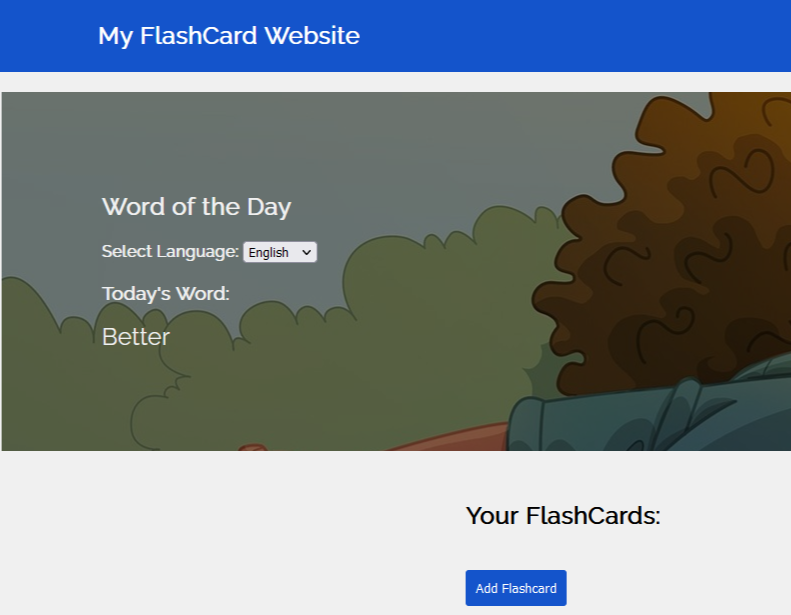 My FlashCard Website
Word of the Day
Select Language: English
Today's Word:
Better
Your FlashCards:
Add Flashcard